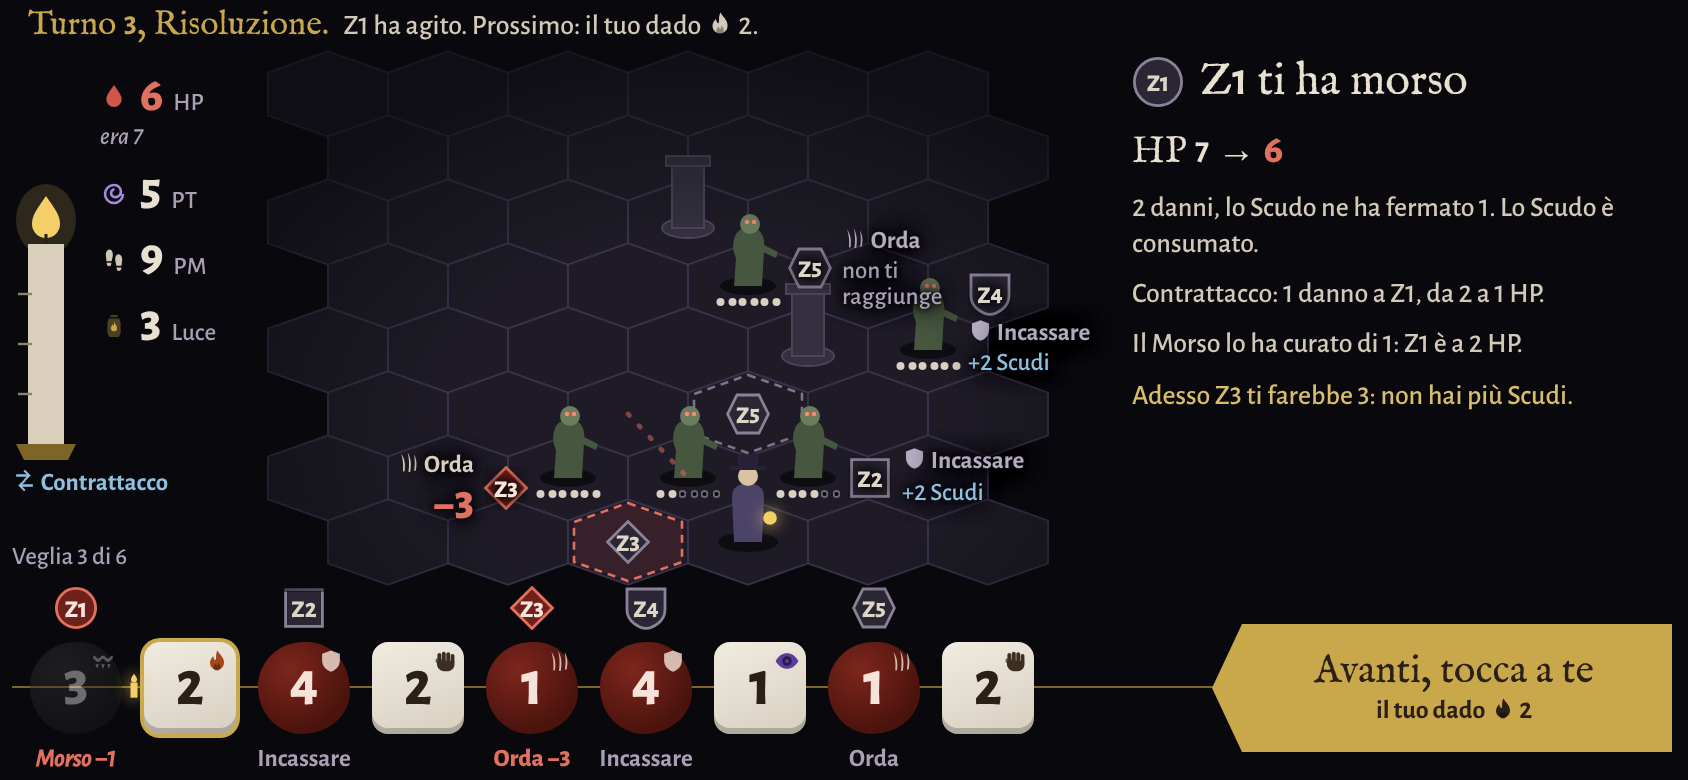 Turno 3, Risoluzione. Z1 ha agito. Prossimo: il tuo dado 2.
6 HP
era 7
5 PT
9 PM
3 Luce
Contrattacco
Veglia 3 di 6
Orda
Z5
non ti
raggiunge
Z4
Incassare
+2 Scudi
Z5
Orda
−3
Z3
Z2
Incassare
+2 Scudi
Z3
Z1
Z1 ti ha morso
HP 7 → 6
2 danni, lo Scudo ne ha fermato 1. Lo Scudo è
consumato.
Contrattacco: 1 danno a Z1, da 2 a 1 HP.
Il Morso lo ha curato di 1: Z1 è a 2 HP.
Adesso Z3 ti farebbe 3: non hai più Scudi.
Z1 Z2 Z3 Z4 Z5
3 2 4 2 1 4 1 1 2
Morso −1 Incassare Orda −3 Incassare Orda
Avanti, tocca a te
il tuo dado 2